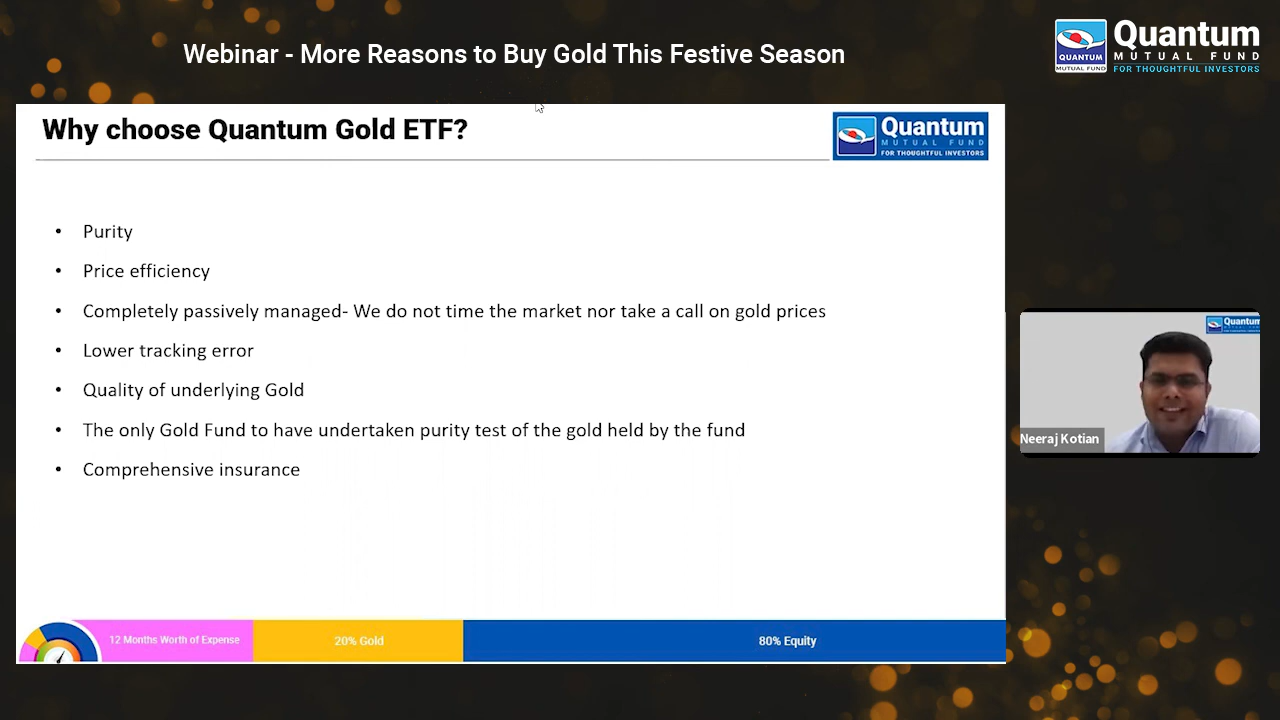 Webinar - More Reasons to Buy Gold This Festive Season
QUANTUM
MUTUAL FUND
Quantum
MUTUAL FUND
FOR THOUGHTFUL INVESTORS
Why choose Quantum Gold ETF?
Quantum
MUTUAL FUND
FOR THOUGHTFUL INVESTORS
• Purity
• Price efficiency
• Completely passively managed- We do not time the market nor take a call on gold prices
• Lower tracking error
• Quality of underlying Gold
• The only Gold Fund to have undertaken purity test of the gold held by the fund
• Comprehensive insurance
Quantum
Neeraj Kotian
12 Months Worth of Expense
20% Gold
80% Equity